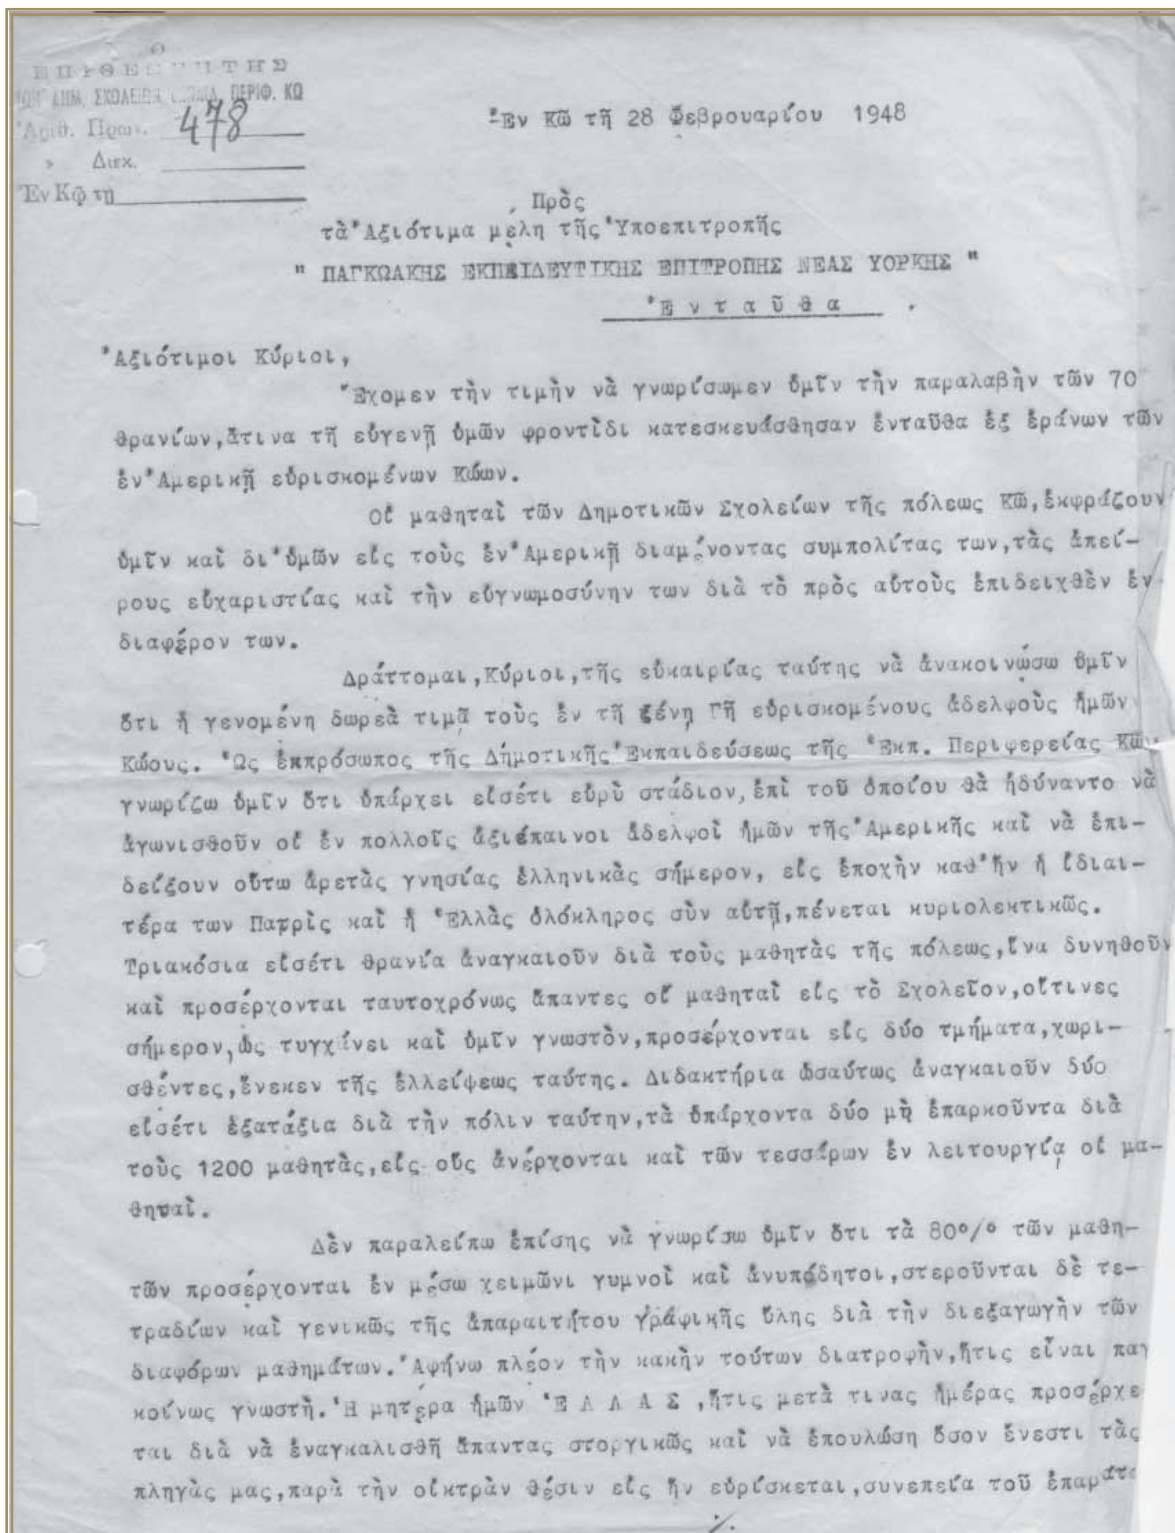 Ο
ΕΠΙΘΕΩΡΗΤΗΣ
ΔΗΜ. ΣΧΟΛΕΙΩΝ ΠΕΡΙΦ. ΚΩ
Ἀριθ. Πρωτ. 478
» Διεκ.
Ἐν Κῷ τῇ
Ἐν Κῶ τῆ 28 Φεβρουαρίου 1948
Πρὸς
τὰ Ἀξιότιμα μέλη τῆς Ὑποεπιτροπῆς
" ΠΑΓΚΩΑΚΗΣ ΕΚΠΕΙΔΕΥΤΙΚΗΣ ΕΠΙΤΡΟΠΗΣ ΝΕΑΣ ΥΟΡΚΗΣ "
Ἐ ν τ α ῦ θ α .
Ἀξιότιμοι Κύριοι,
Ἔχομεν τὴν τιμὴν νὰ γνωρίσωμεν ὑμῖν τὴν παραλαβὴν τῶν 70
θρανίων,ἅτινα τῆ εὐγενῆ ὑμῶν φροντὶδι κατεσκευάσθησαν ἐνταῦθα ἐξ ἐράνων τῶν
ἐν Ἀμερικῆ εὑρισκομένων Κώων.
Οἱ μαθηταὶ τῶν Δημοτικῶν Σχολείων τῆς πόλεως Κῶ,ἐκφράζουν
ὑμῖν καὶ δι'ὑμῶν εἰς τοὺς ἐν Ἀμερικῆ διαμένοντας συμπολίτας των,τὰς ἀπεί-
ρους εὐχαριστίας καὶ τὴν εὐγνωμοσύνην των διὰ τὸ πρὸς αὐτοὺς ἐπιδειχθὲν ἐν
διαφέρον των.
Δράττομαι,Κύριοι,τῆς εὐκαιρίας ταύτης νὰ ἀνακοινώσω ὑμῖν
ὅτι ἡ γενομένη δωρεὰ τιμᾶ τοὺς ἐν τῆ ξένη Γῆ εὑρισκομένους ἀδελφοὺς ἡμῶν
Κώους. Ὡς ἐκπρόσωπος τῆς Δημοτικῆς Ἐκπαιδεύσεως τῆς Ἐκπ. Περιφερείας Κῶ,
γνωρίζω ὑμῖν ὅτι ὑπάρχει εἰσέτι εὐρὺ στάδιον,ἐπὶ τοῦ ὁποίου θὰ ἠδύναντο νὰ
ἀγωνισθοῦν οἱ ἐν πολλοῖς ἀξιέπαινοι ἀδελφοὶ ἡμῶν τῆς Ἀμερικῆς καὶ νὰ ἐπι-
δείξουν οὕτω ἀρετὰς γνησίας ἑλληνικὰς σήμερον, εἰς ἐποχὴν καθ'ἥν ἡ ἰδιαι-
τέρα των Πατρὶς καὶ ἡ Ἑλλὰς ὁλόκληρος σὺν αὐτῆ,πένεται κυριολεκτικῶς.
Τριακόσια εἰσέτι θρανία ἀναγκαιοῦν διὰ τοὺς μαθητὰς τῆς πόλεως,ἵνα δυνηθοῦν
καὶ προσέρχονται ταυτοχρόνως ἅπαντες οἱ μαθηταὶ εἰς τὸ Σχολεῖον,οἵτινες
σήμερον,ὡς τυγχάνει καὶ ὑμῖν γνωστὸν,προσέρχονται εἰς δύο τμήματα,χωρι-
σθέντες,ἕνεκεν τῆς ἐλλείψεως ταύτης. Διδακτήρια ὡσαύτως ἀναγκαιοῦν δύο
εἰσέτι ἑξατάξια διὰ τὴν πόλιν ταύτην,τὰ ὑπάρχοντα δύο μὴ ἐπαρκοῦντα διὰ
τοὺς 1200 μαθητὰς,εἰς οὓς ἀνέρχονται καὶ τῶν τεσσάρων ἐν λειτουργίᾳ οἱ μα-
θηταὶ.
Δὲν παραλείπω ἐπίσης νὰ γνωρίσω ὑμῖν ὅτι τὰ 80ο/ο τῶν μαθη-
τῶν προσέρχονται ἐν μέσω χειμῶνι γυμνοὶ καὶ ἀνυπόδητοι,στεροῦνται δὲ τε-
τραδίων καὶ γενικῶς τῆς ἀπαραιτήτου γραφικῆς ὕλης διὰ τὴν διεξαγωγὴν τῶν
διαφόρων μαθημάτων. Ἀφήνω πλέον τὴν κακὴν τούτων διατροφὴν,ἥτις εἶναι παγ
κοίνως γνωστὴ. Ἡ μητέρα ἡμῶν Ἑ Λ Λ Α Σ ,ἥτις μετὰ τινας ἡμέρας προσέρχε
ται διὰ νὰ ἐναγκαλισθῆ ἅπαντας στοργικῶς καὶ νὰ ἐπουλώση ὅσον ἔνεστι τὰς
πληγὰς μας,παρὰ τὴν οἰκτρὰν θέσιν εἰς ἥν εὑρίσκεται,συνεπεία τοῦ ἐπαράτο
./.